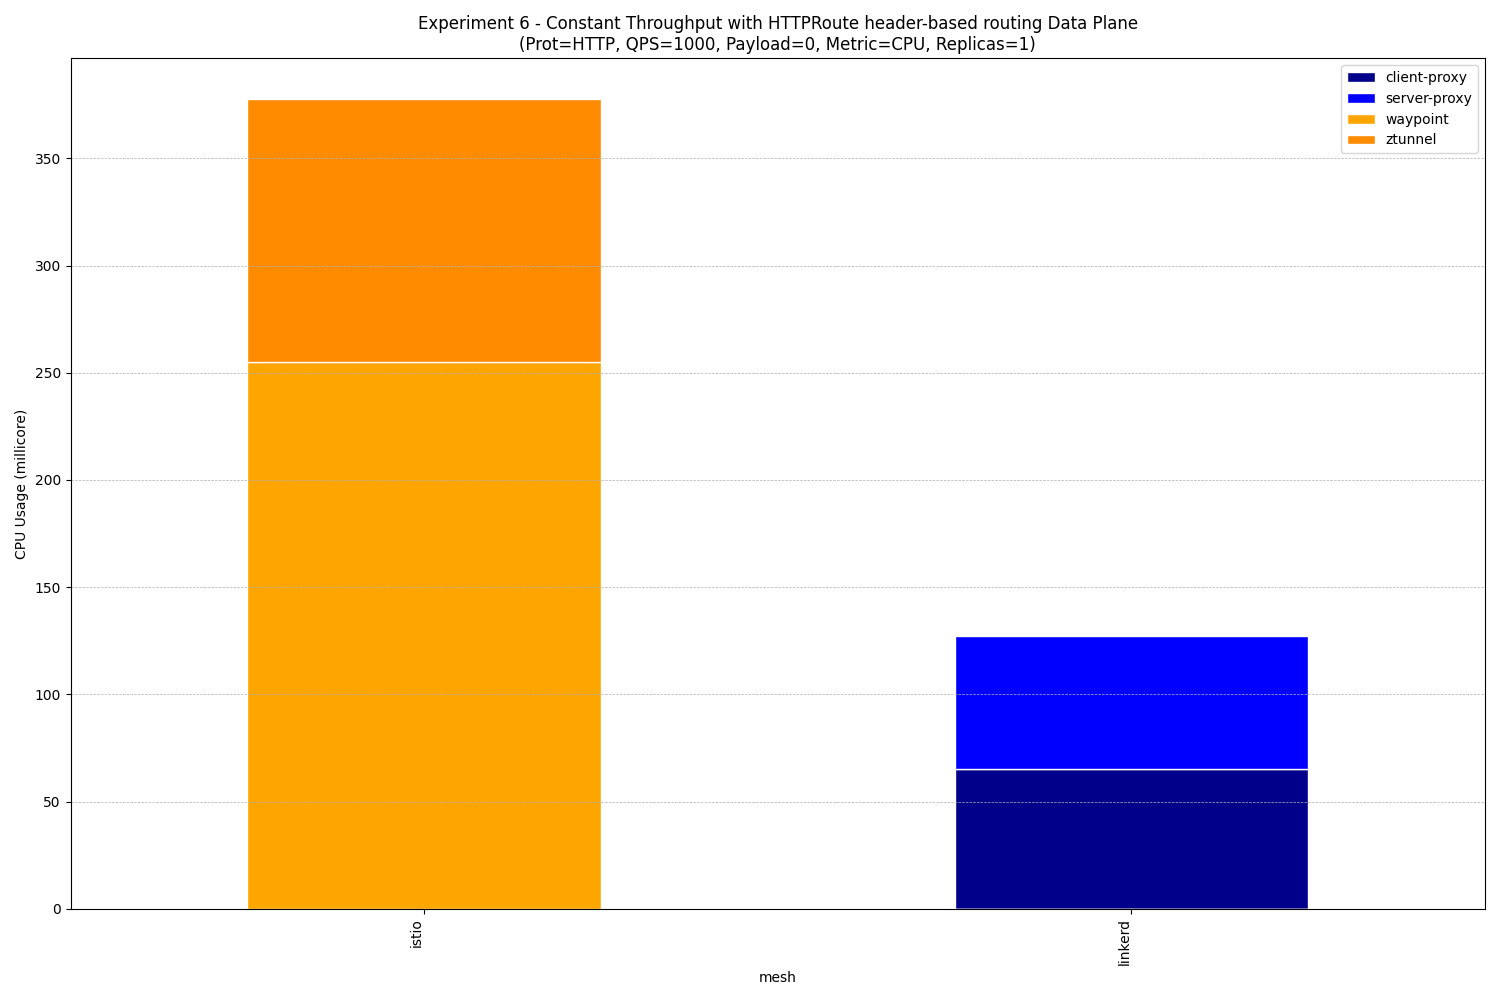 Experiment 6 - Constant Throughput with HTTPRoute header-based routing Data Plane
(Prot=HTTP, QPS=1000, Payload=0, Metric=CPU, Replicas=1)
client-proxy
server-proxy
waypoint
ztunnel
CPU Usage (millicore)
350
300
250
200
150
100
50
0
istio
linkerd
mesh